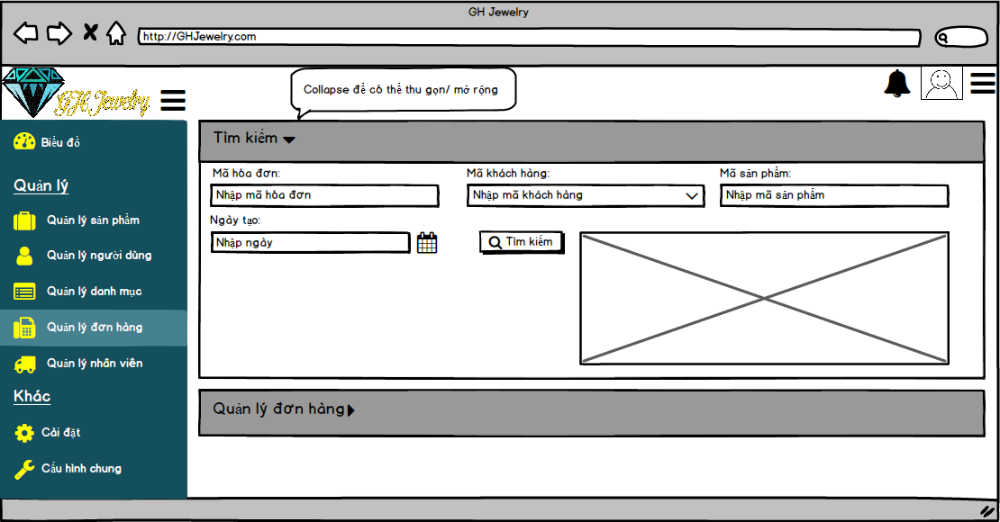 GH Jewelry
http://GHJewelry.com
GH Jewelry
Collapse để có thể thu gọn/ mở rộng
Biểu đồ
Quản lý
Quản lý sản phẩm
Quản lý người dùng
Quản lý danh mục
Quản lý đơn hàng
Quản lý nhân viên
Khác
Cài đặt
Cấu hình chung
Tìm kiếm
Mã hóa đơn:
Mã khách hàng:
Mã sản phẩm:
Nhập mã hóa đơn
Nhập mã khách hàng
Nhập mã sản phẩm
Ngày tạo:
Nhập ngày
Tìm kiếm
Quản lý đơn hàng